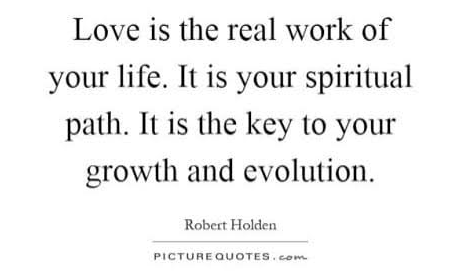 Love is the real work of
your life. It is your spiritual
path. It is the key to your
growth and evolution.
Robert Holden
PICTUREQUOTES.com